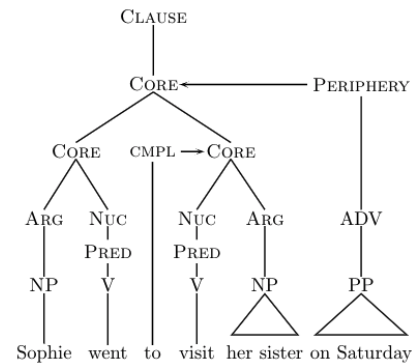 CLAUSE
CORE PERIPHERY
CORE CMPL CORE
ARG NUC NUC ARG ADV
PRED PRED
NP V V NP PP
Sophie went to visit her sister on Saturday